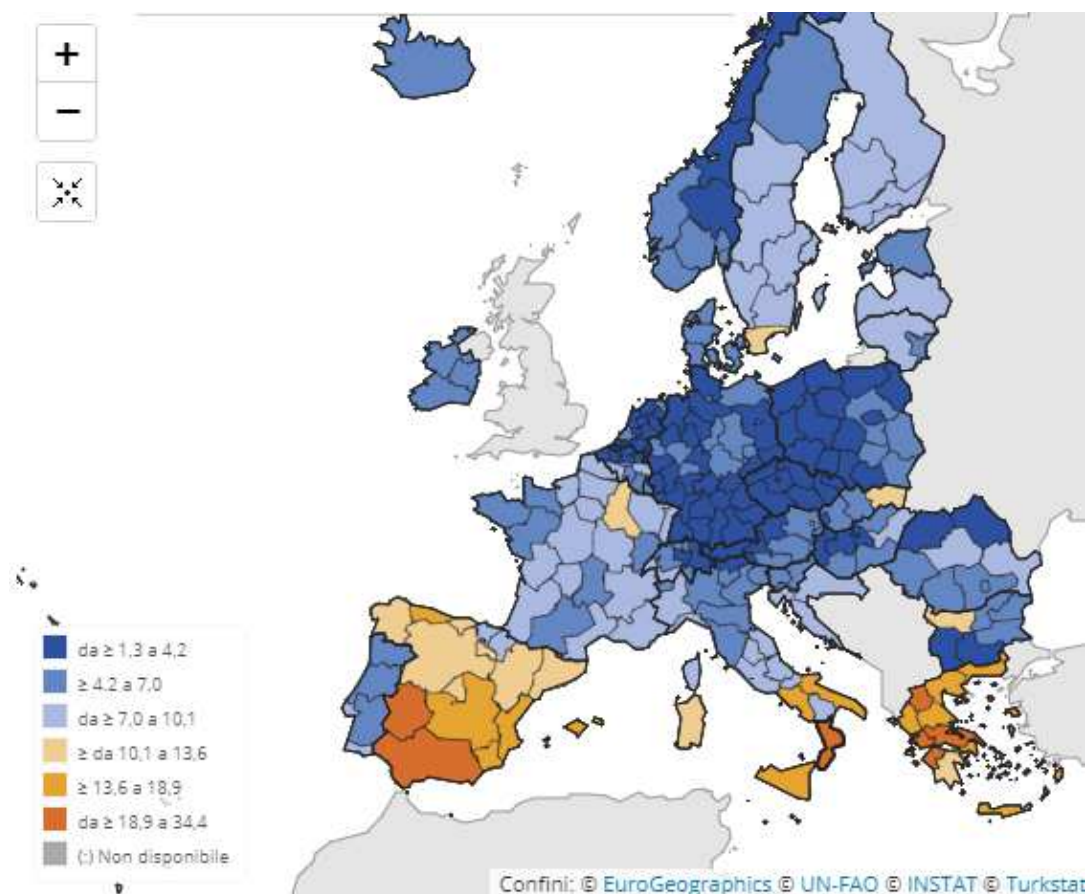 +
−
da ≥ 1,3 a 4,2
≥ 4,2 a 7,0
da ≥ 7,0 a 10,1
≥ da 10,1 a 13,6
≥ 13,6 a 18,9
da ≥ 18,9 a 34,4
(:) Non disponibile
Confini: © EuroGeographics © UN-FAO © INSTAT © Turkstat